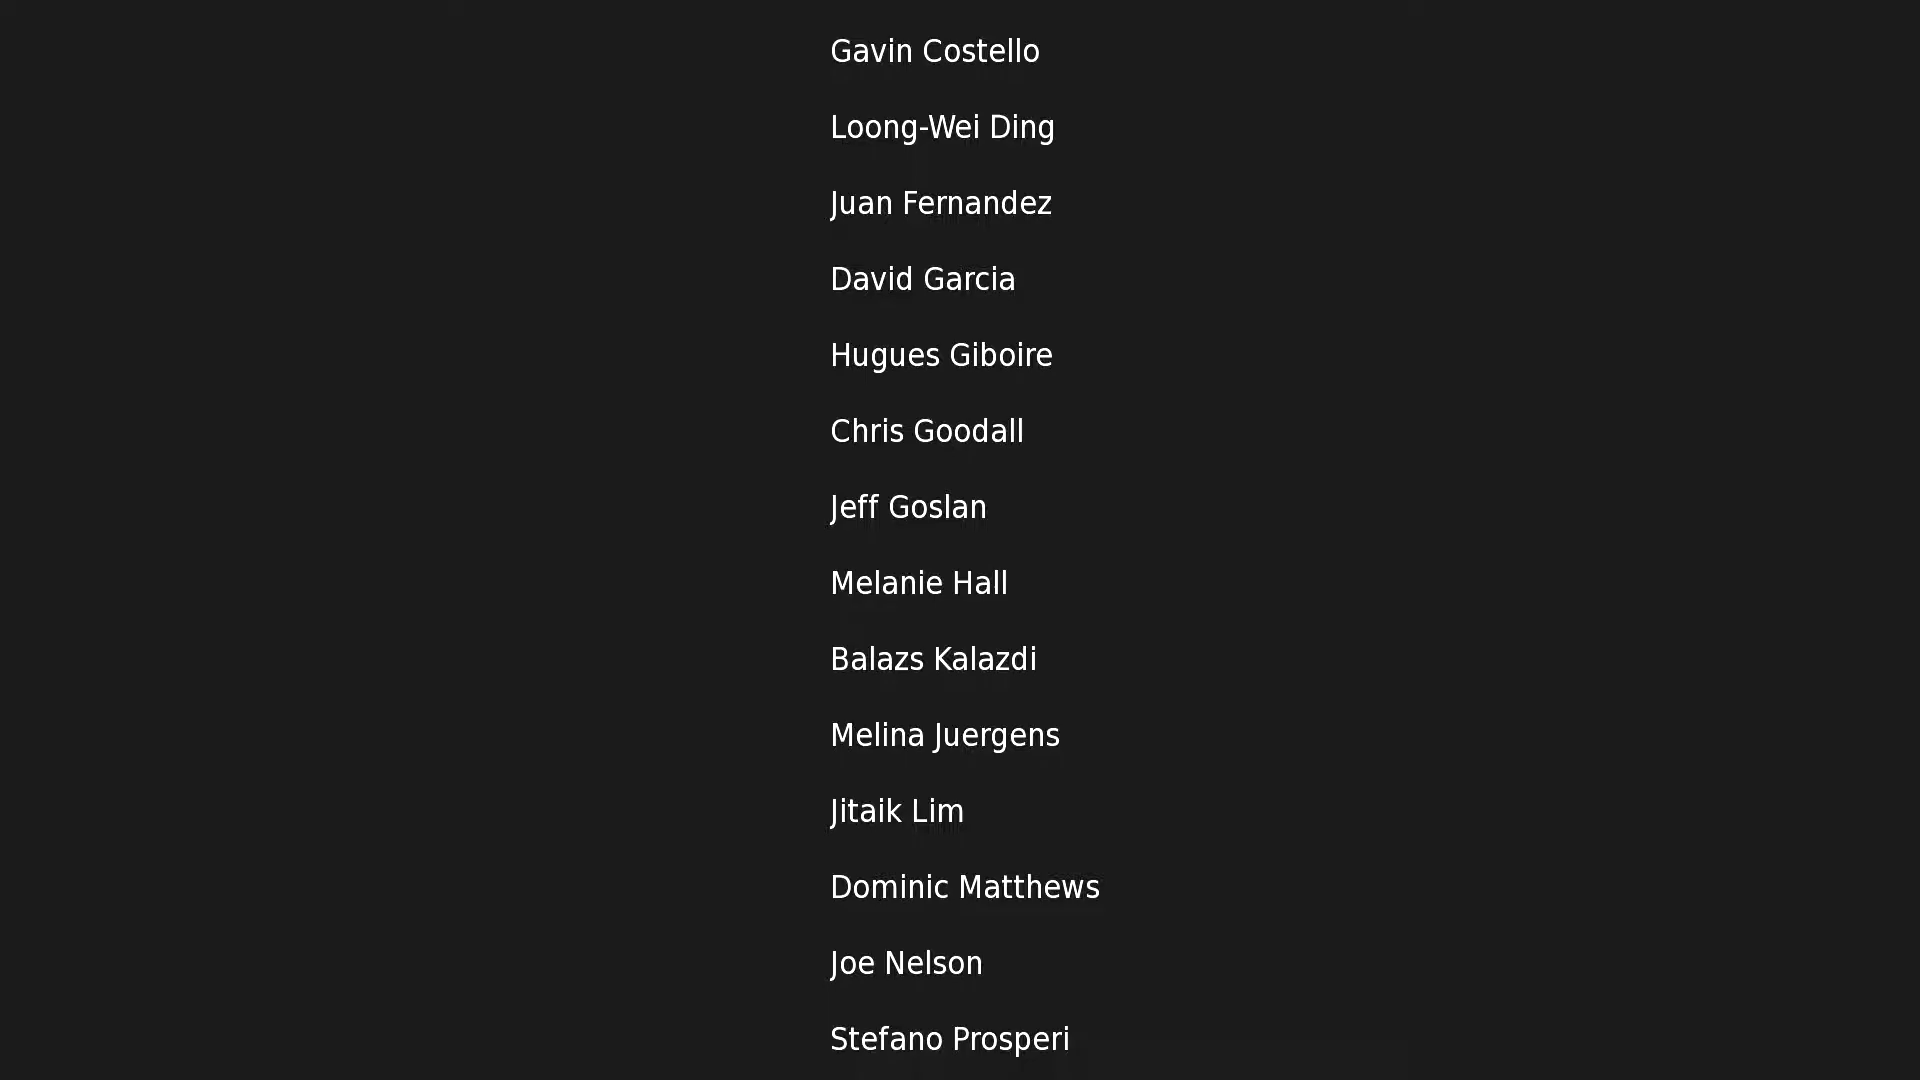 Gavin Costello
Loong-Wei Ding
Juan Fernandez
David Garcia
Hugues Giboire
Chris Goodall
Jeff Goslan
Melanie Hall
Balazs Kalazdi
Melina Juergens
Jitaik Lim
Dominic Matthews
Joe Nelson
Stefano Prosperi